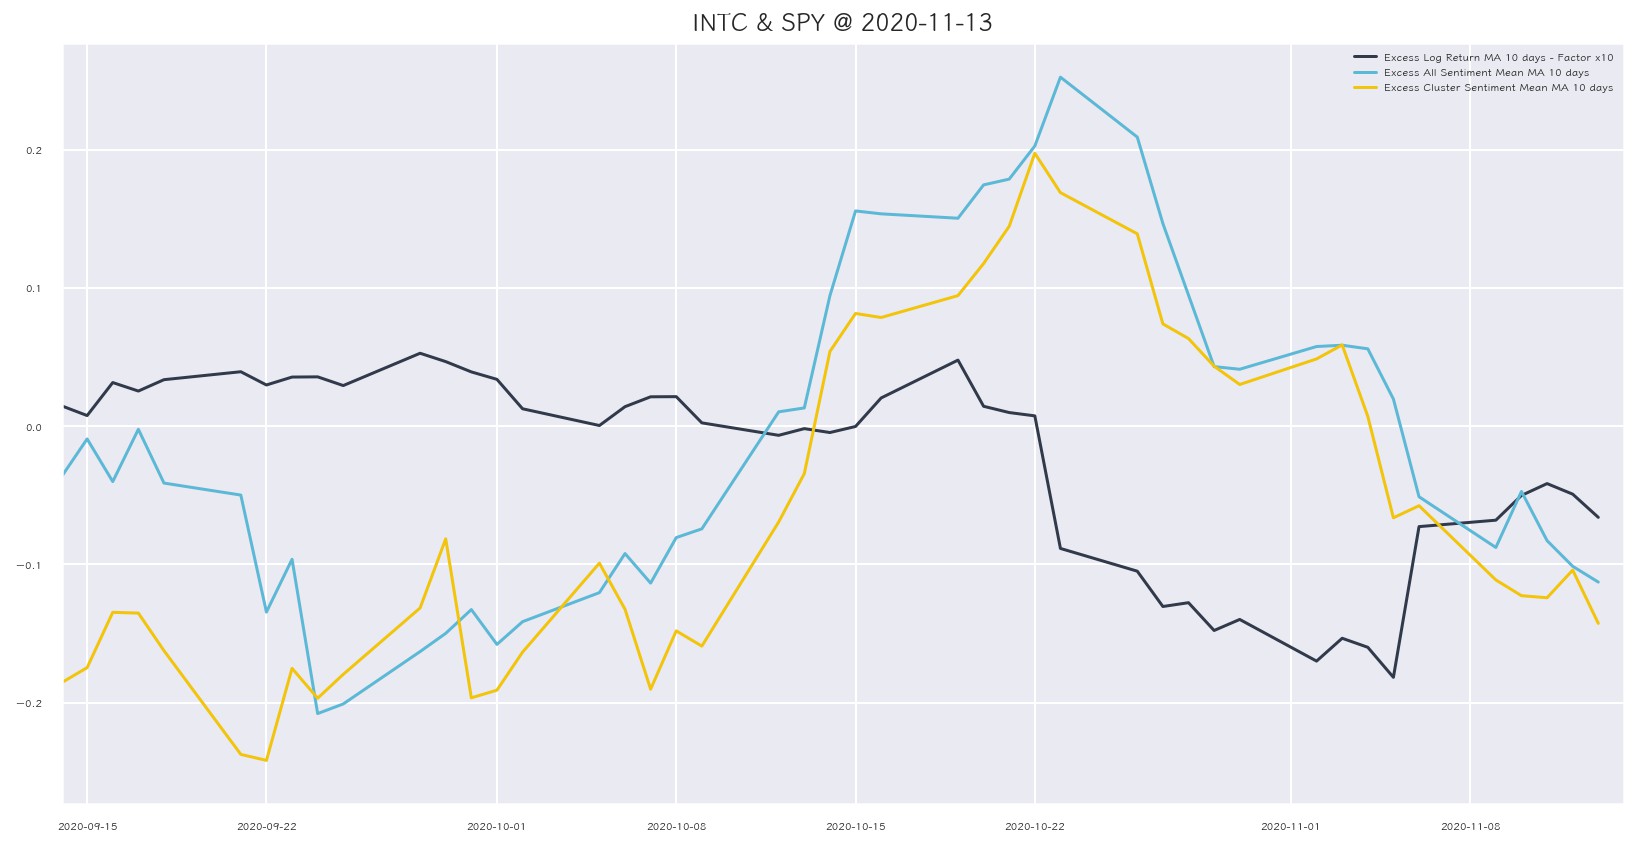 INTC & SPY @ 2020-11-13
Excess Log Return MA 10 days - Factor x10
Excess All Sentiment Mean MA 10 days
Excess Cluster Sentiment Mean MA 10 days
0.2
0.1
0.0
−0.1
−0.2
2020-09-15 2020-09-22 2020-10-01 2020-10-08 2020-10-15 2020-10-22 2020-11-01 2020-11-08